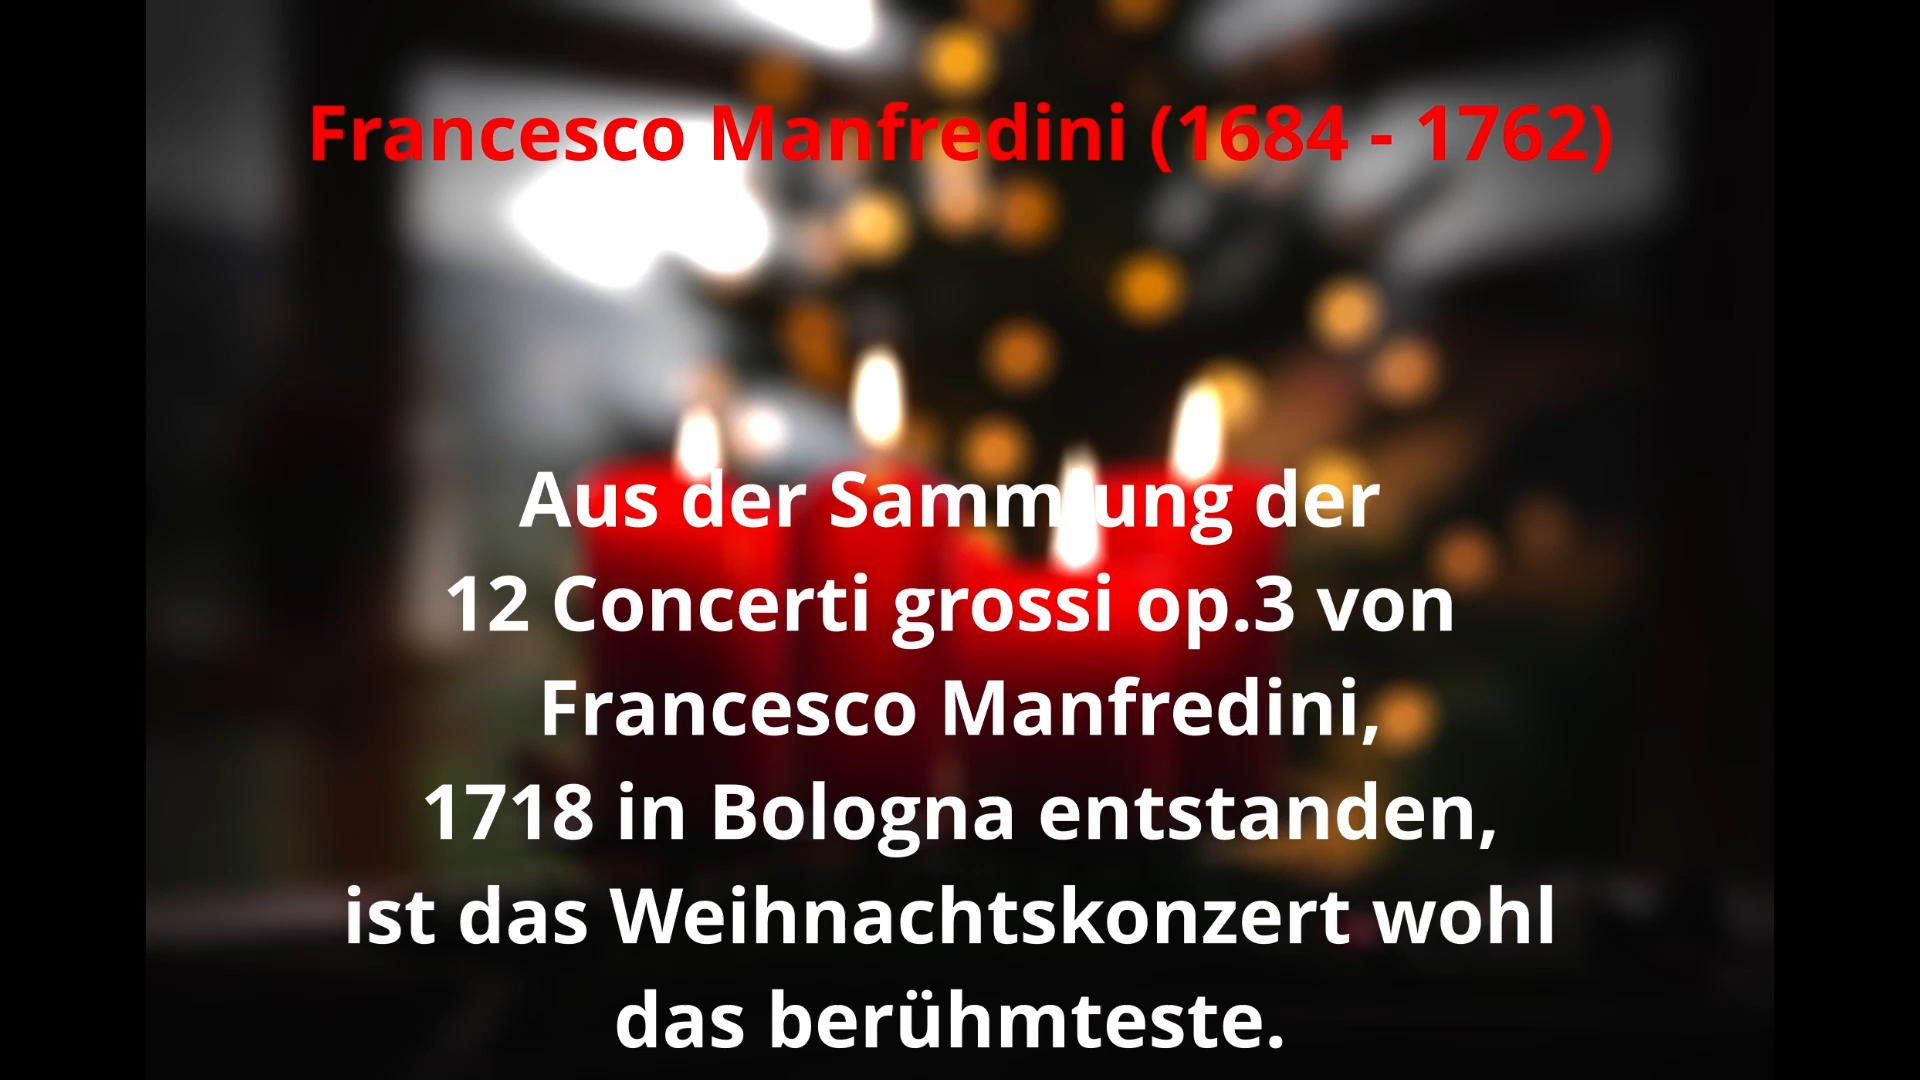 Francesco Manfredini (1684 - 1762)
Aus der Sammlung der
12 Concerti grossi op.3 von
Francesco Manfredini,
1718 in Bologna entstanden,
ist das Weihnachtskonzert wohl
das berühmteste.